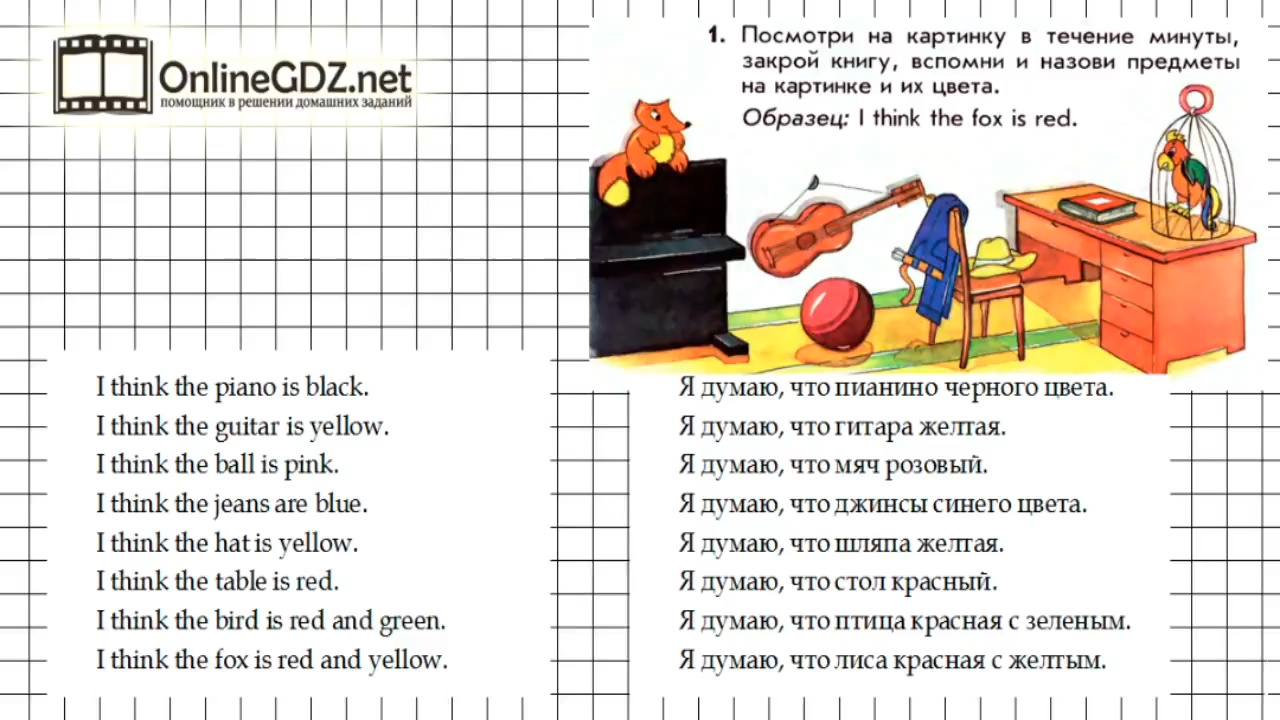 OnlineGDZ.net
помощник в решении домашних заданий
1. Посмотри на картинку в течение минуты,
закрой книгу, вспомни и назови предметы
на картинке и их цвета.
Образец: I think the fox is red.
I think the piano is black.
I think the guitar is yellow.
I think the ball is pink.
I think the jeans are blue.
I think the hat is yellow.
I think the table is red.
I think the bird is red and green.
I think the fox is red and yellow.
Я думаю, что пианино черного цвета.
Я думаю, что гитара желтая.
Я думаю, что мяч розовый.
Я думаю, что джинсы синего цвета.
Я думаю, что шляпа желтая.
Я думаю, что стол красный.
Я думаю, что птица красная с зеленым.
Я думаю, что лиса красная с желтым.